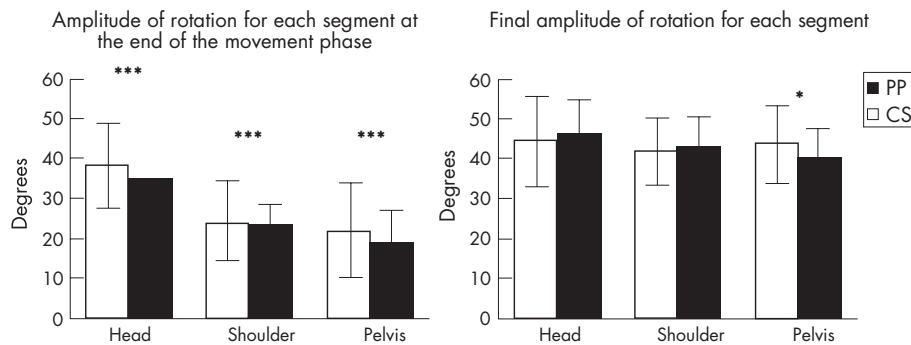 Amplitude of rotation for each segment at
the end of the movement phase
Final amplitude of rotation for each segment
60
50
40
30
20
10
0
Degrees
***
***
***
Head
Shoulder
Pelvis
60
50
40
30
20
10
0
Degrees
*
Head
Shoulder
Pelvis
PP
CS